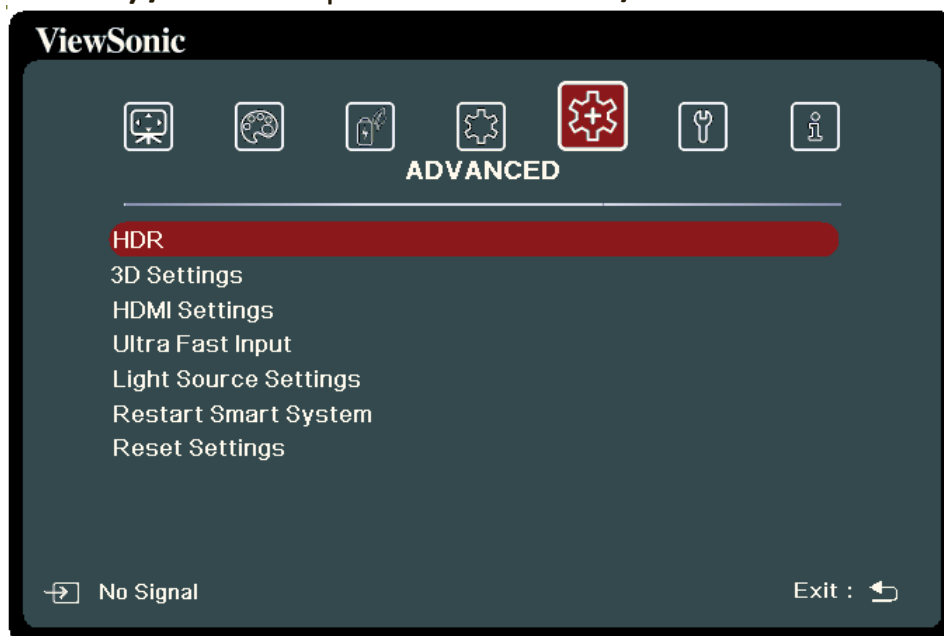 ViewSonic
ADVANCED
HDR
3D Settings
HDMI Settings
Ultra Fast Input
Light Source Settings
Restart Smart System
Reset Settings
No Signal
Exit :